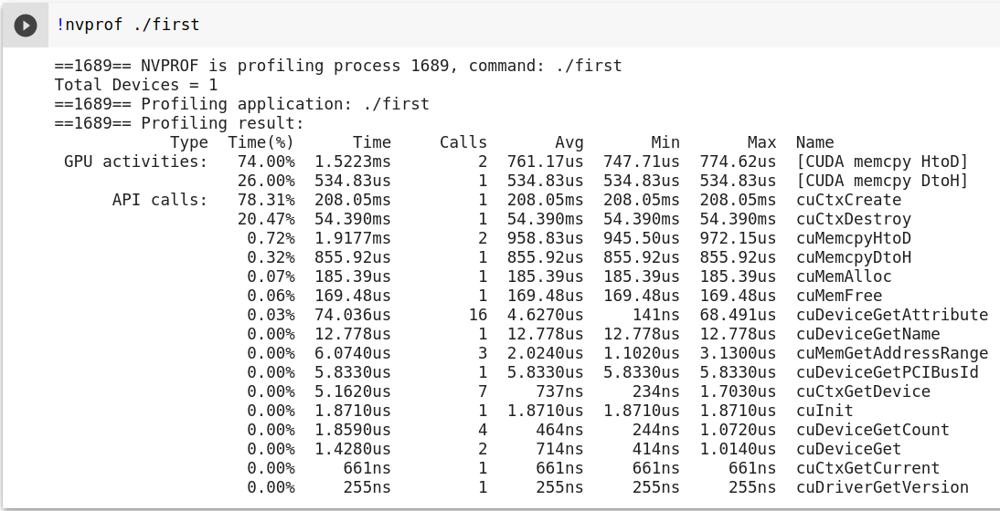 !nvprof ./first
==1689== NVPROF is profiling process 1689, command: ./first
Total Devices = 1
==1689== Profiling application: ./first
==1689== Profiling result:
Type Time(%) Time Calls Avg Min Max Name
GPU activities: 74.00% 1.5223ms 2 761.17us 747.71us 774.62us [CUDA memcpy HtoD]
26.00% 534.83us 1 534.83us 534.83us 534.83us [CUDA memcpy DtoH]
API calls: 78.31% 208.05ms 1 208.05ms 208.05ms 208.05ms cuCtxCreate
20.47% 54.390ms 1 54.390ms 54.390ms 54.390ms cuCtxDestroy
0.72% 1.9177ms 2 958.83us 945.50us 972.15us cuMemcpyHtoD
0.32% 855.92us 1 855.92us 855.92us 855.92us cuMemcpyDtoH
0.07% 185.39us 1 185.39us 185.39us 185.39us cuMemAlloc
0.06% 169.48us 1 169.48us 169.48us 169.48us cuMemFree
0.03% 74.036us 16 4.6270us 141ns 68.491us cuDeviceGetAttribute
0.00% 12.778us 1 12.778us 12.778us 12.778us cuDeviceGetName
0.00% 6.0740us 3 2.0240us 1.1020us 3.1300us cuMemGetAddressRange
0.00% 5.8330us 1 5.8330us 5.8330us 5.8330us cuDeviceGetPCIBusId
0.00% 5.1620us 7 737ns 234ns 1.7030us cuCtxGetDevice
0.00% 1.8710us 1 1.8710us 1.8710us 1.8710us cuInit
0.00% 1.8590us 4 464ns 244ns 1.0720us cuDeviceGetCount
0.00% 1.4280us 2 714ns 414ns 1.0140us cuDeviceGet
0.00% 661ns 1 661ns 661ns 661ns cuCtxGetCurrent
0.00% 255ns 1 255ns 255ns 255ns cuDriverGetVersion